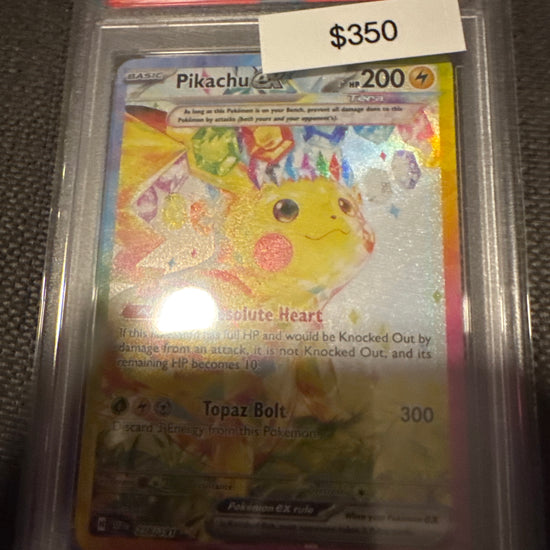 $350
BASIC Pikachu ex HP 200
Tera
As long as this Pokémon is on your Bench, prevent all damage done to this
Pokémon by attacks (both yours and your opponent's).
Resolute Heart
If this Pokémon has full HP and would be Knocked Out by
damage from an attack, it is not Knocked Out, and its
remaining HP becomes 10.
Topaz Bolt 300
Discard 3 Energy from this Pokémon.
Pokémon ex rule
When your Pokémon ex